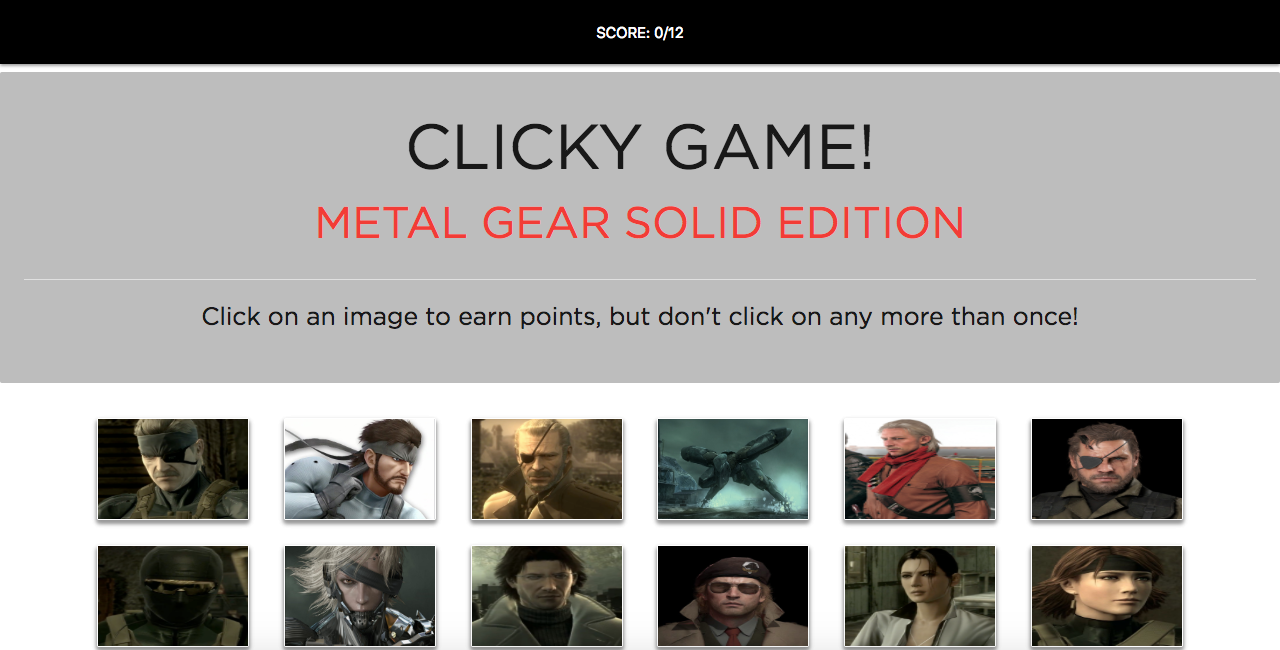 SCORE: 0/12
CLICKY GAME!
METAL GEAR SOLID EDITION
Click on an image to earn points, but don't click on any more than once!